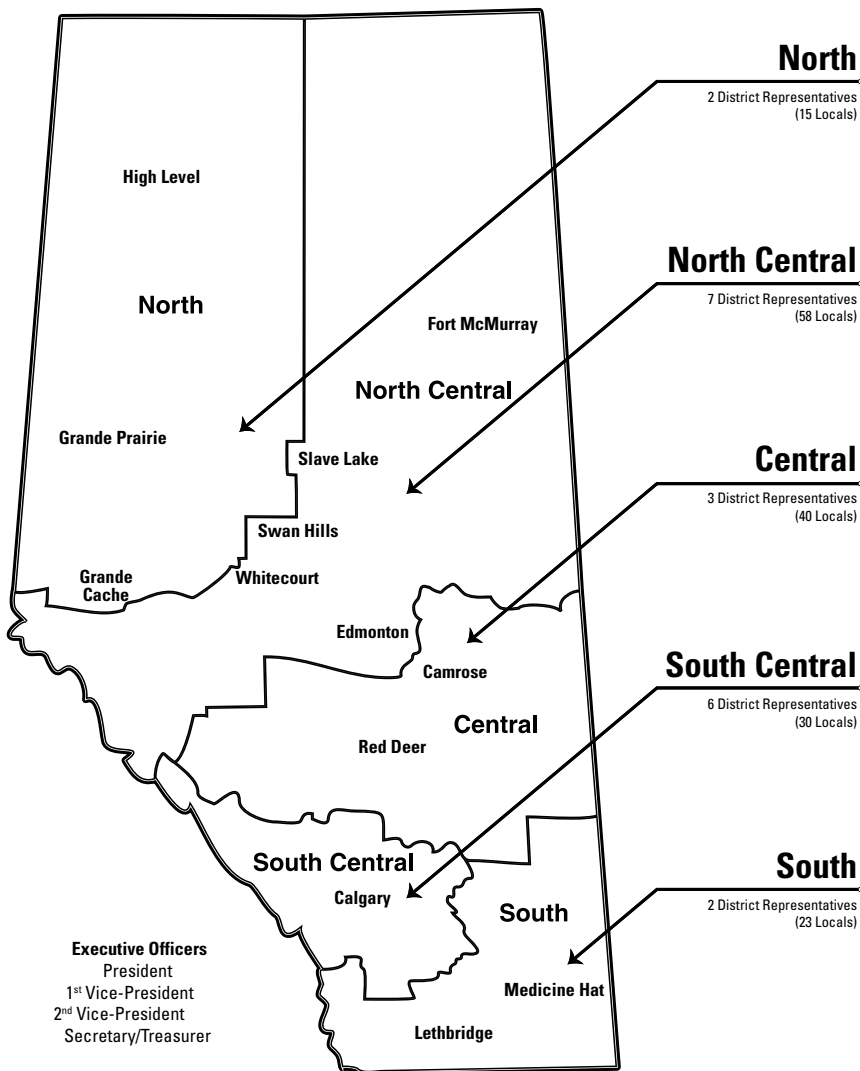 North
2 District Representatives
(15 Locals)
High Level
North Central
7 District Representatives
(58 Locals)
North
Fort McMurray
North Central
Grande Prairie
Slave Lake
Central
3 District Representatives
(40 Locals)
Swan Hills
Grande
Cache
Whitecourt
Edmonton
Camrose
South Central
6 District Representatives
(30 Locals)
Central
Red Deer
South Central
Calgary
South
2 District Representatives
(23 Locals)
South
Executive Officers
President
1st Vice-President
2nd Vice-President
Secretary/Treasurer
Medicine Hat
Lethbridge